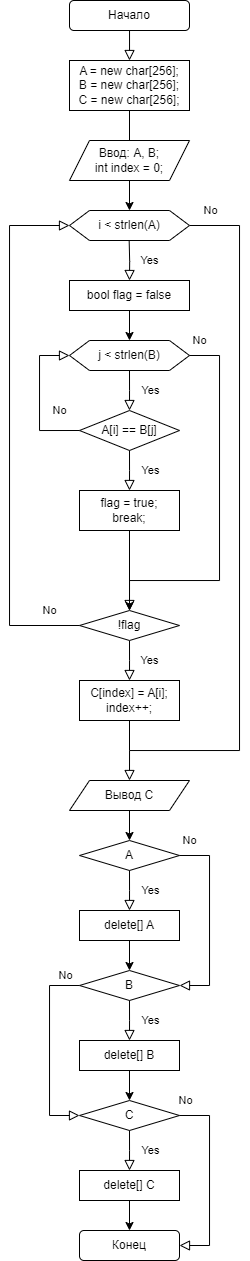 Начало
A = new char[256];
B = new char[256];
C = new char[256];
Ввод: A, B;
int index = 0;
i < strlen(A)
No
Yes
bool flag = false
j < strlen(B)
No
Yes
No
A[i] == B[j]
Yes
flag = true;
break;
No
!flag
Yes
C[index] = A[i];
index++;
Вывод C
No
A
Yes
delete[] A
No
B
Yes
delete[] B
No
C
Yes
delete[] C
Конец